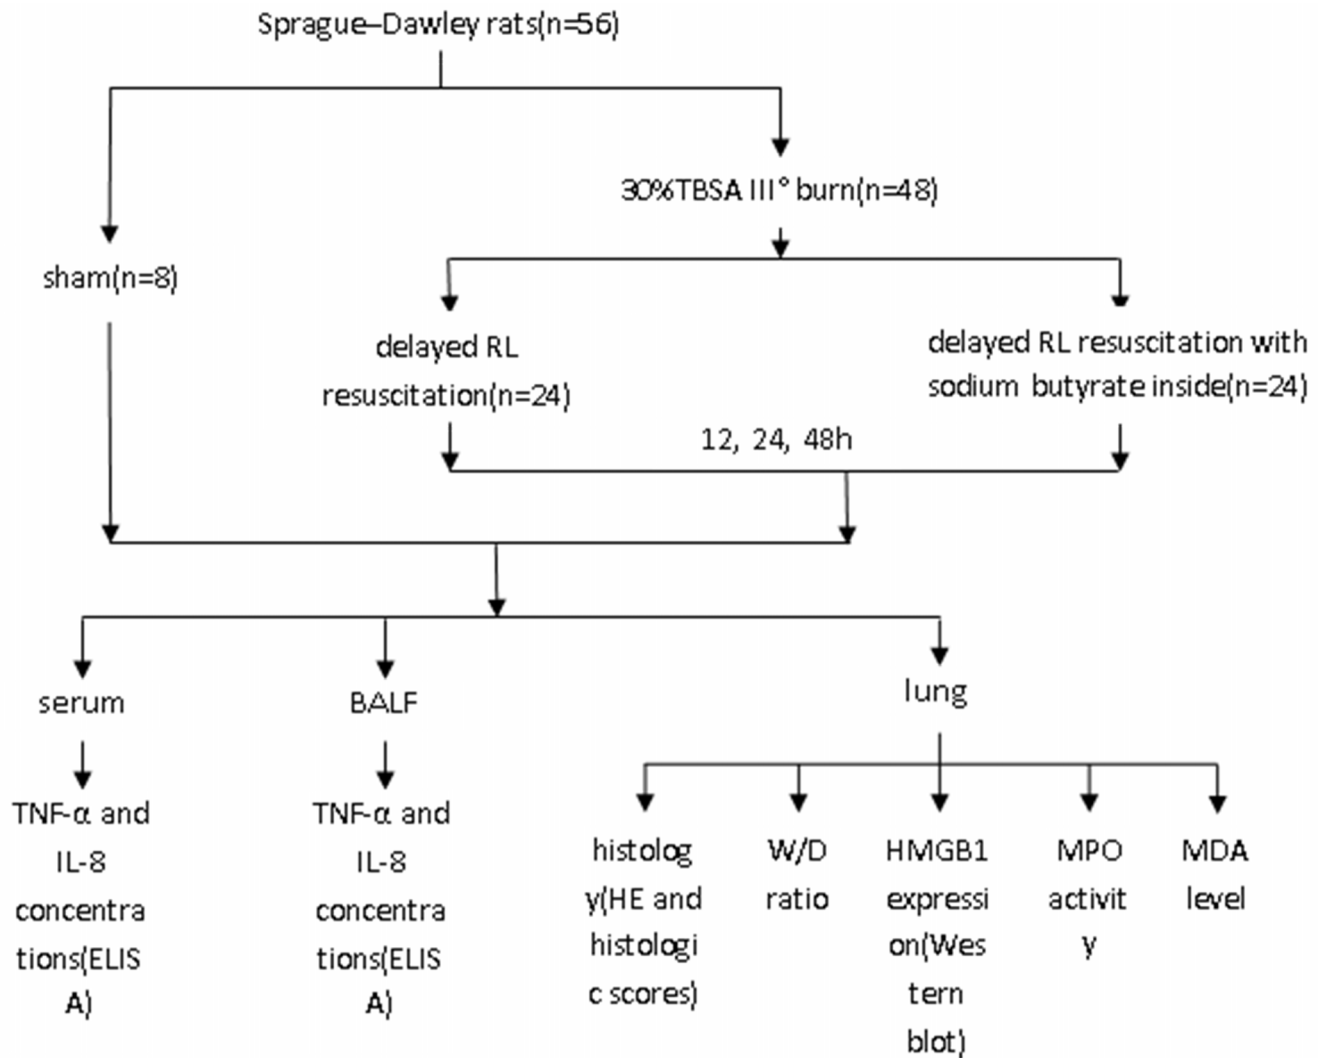 Sprague–Dawley rats(n=56)
30%TBSA III° burn(n=48)
sham(n=8)
delayed RL
resuscitation(n=24)
delayed RL resuscitation with
sodium butyrate inside(n=24)
12, 24, 48h
serum
BALF
lung
TNF-α and
IL-8
concentra
tions(ELIS
A)
TNF-α and
IL-8
concentra
tions(ELIS
A)
histolog
y(HE and
histologi
c scores)
W/D
ratio
HMGB1
expressi
on(Wes
tern
blot)
MPO
activit
y
MDA
level